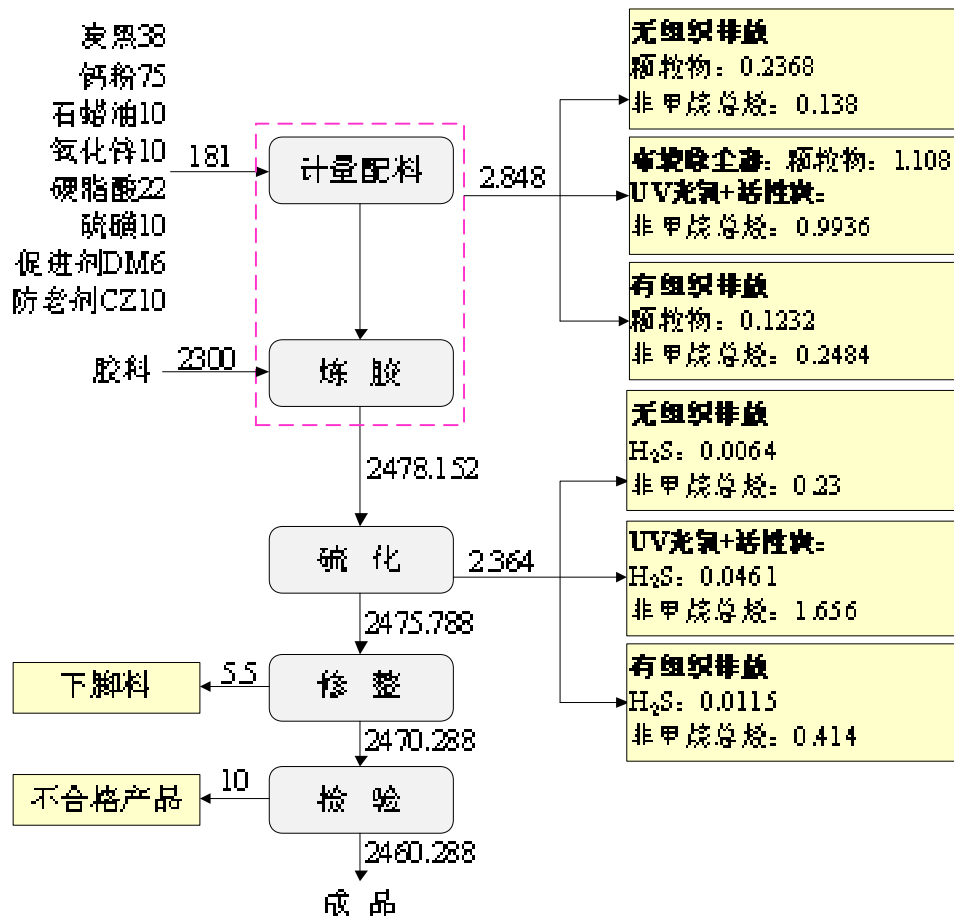 炭黑38
钙粉75
石蜡油10
氧化锌10
硬脂酸22
硫磺10
促进剂DM6
防老剂CZ10
181
计量配料
2.848
胶料
2300
炼胶
2478.152
硫化
2.364
2475.788
修整
5.5
下脚料
2470.288
检验
10
不合格产品
2460.288
成品
无组织排放
颗粒物：0.2368
非甲烷总烃：0.138
布袋除尘器：颗粒物：1.108
UV光氧+活性炭：
非甲烷总烃：0.9936
有组织排放
颗粒物：0.1232
非甲烷总烃：0.2484
无组织排放
H₂S：0.0064
非甲烷总烃：0.23
UV光氧+活性炭：
H₂S：0.0461
非甲烷总烃：1.656
有组织排放
H₂S：0.0115
非甲烷总烃：0.414